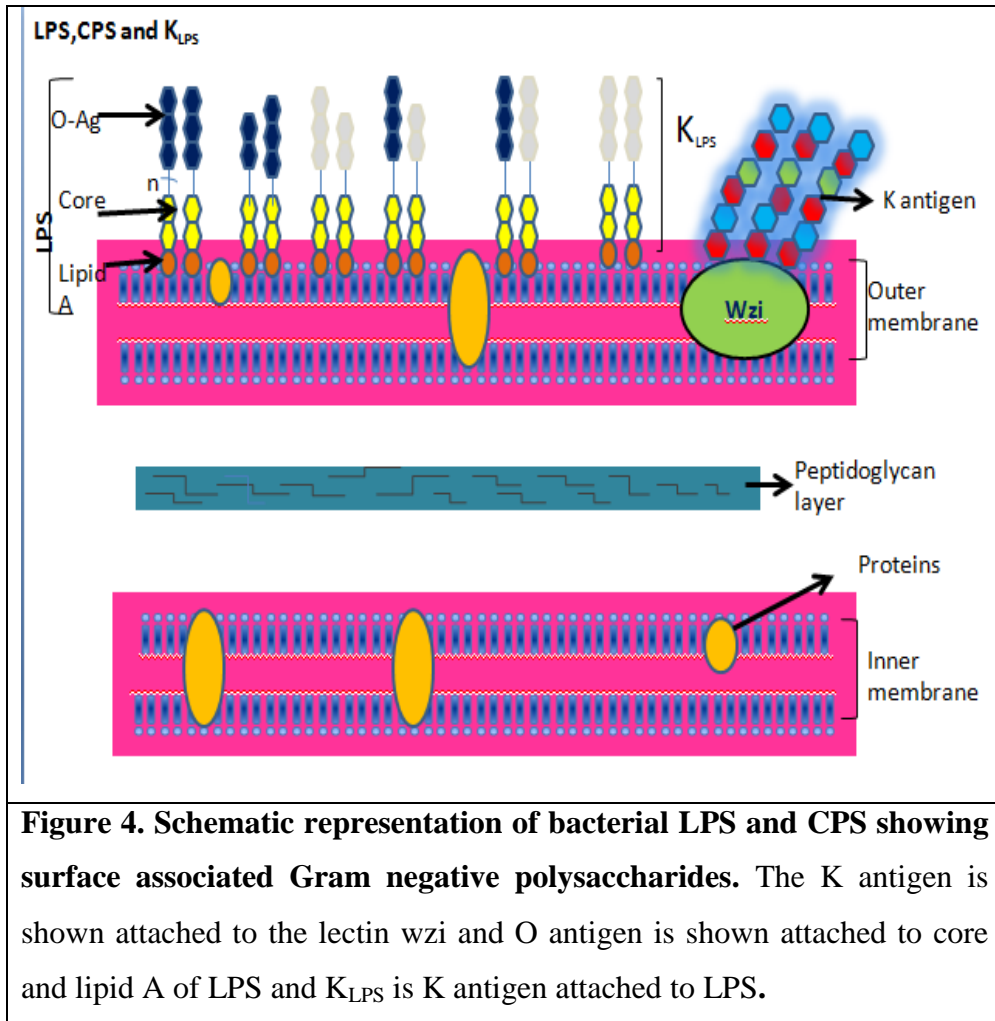 LPS,CPS and KLPS
LPS
O-Ag
n
Core
Lipid
A
KLPS
K antigen
Wzi
Outer
membrane
Peptidoglycan
layer
Proteins
Inner
membrane
Figure 4. Schematic representation of bacterial LPS and CPS showing
surface associated Gram negative polysaccharides. The K antigen is
shown attached to the lectin wzi and O antigen is shown attached to core
and lipid A of LPS and KLPS is K antigen attached to LPS.